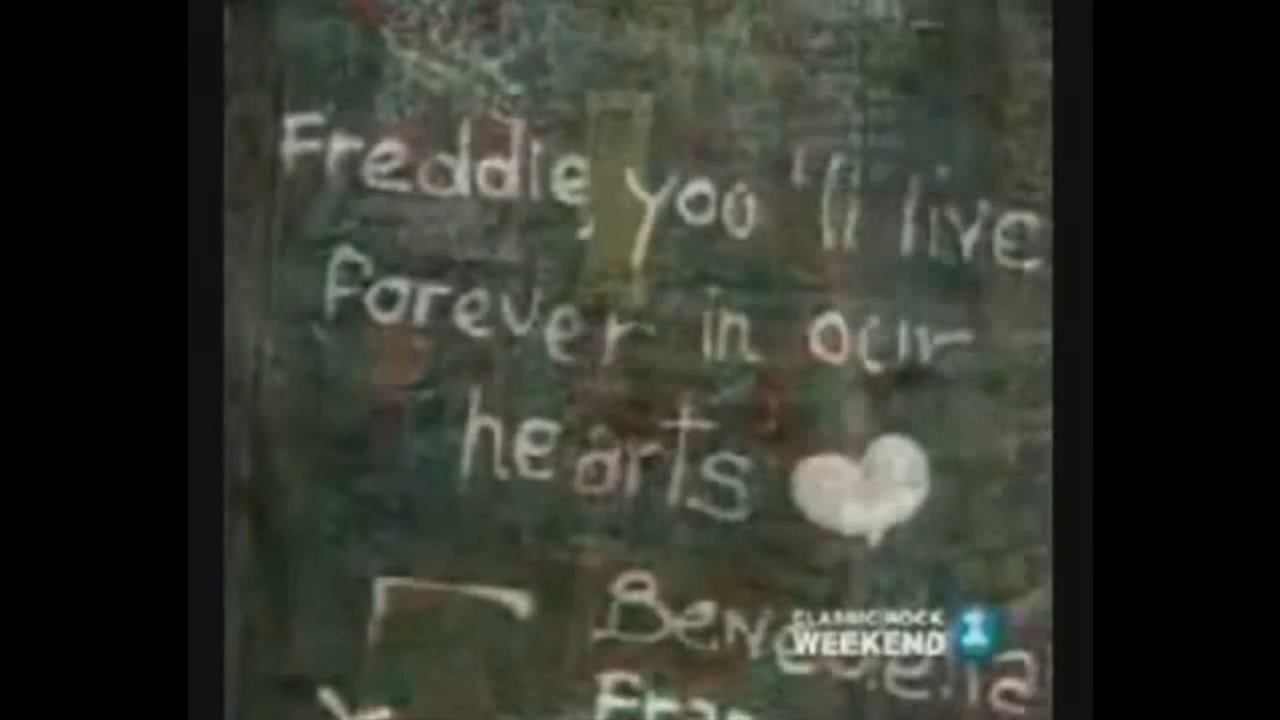 Freddie, you'll live
forever in our
hearts
CLASSIC ROCK
WEEKEND